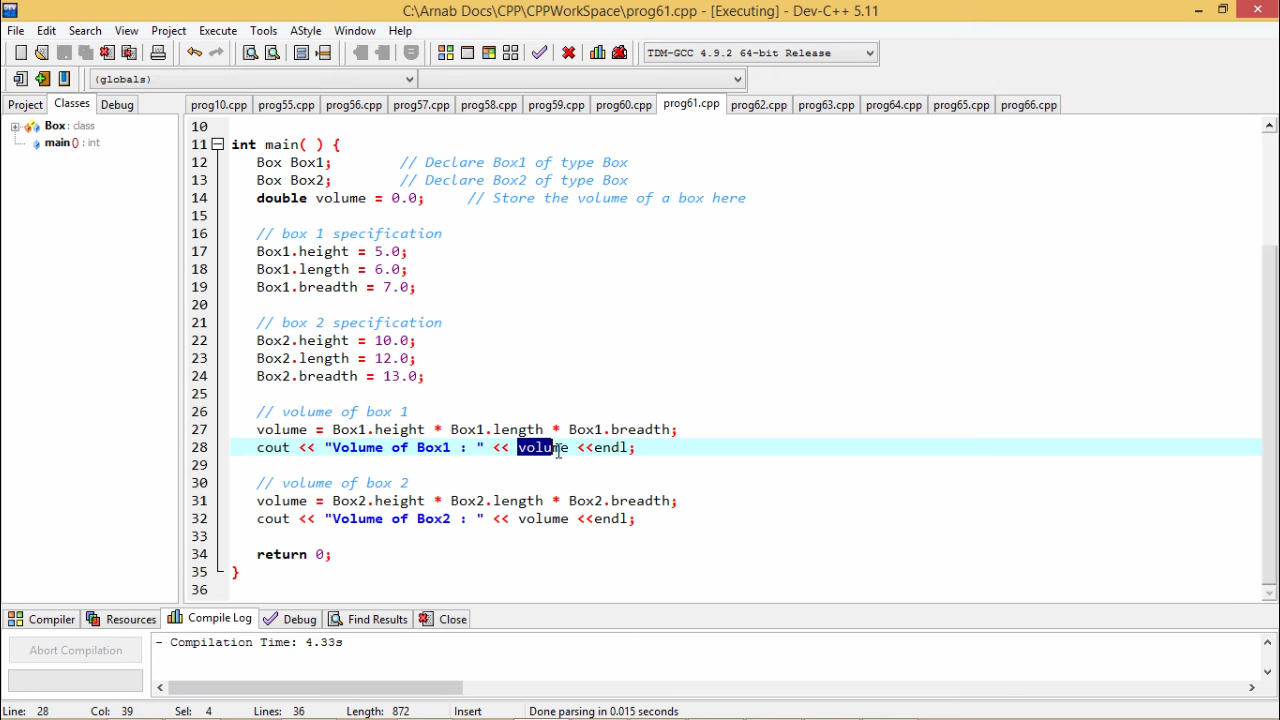 C:\Arnab Docs\CPP\CPPWorkSpace\prog61.cpp - [Executing] - Dev-C++ 5.11
File Edit Search View Project Execute Tools AStyle Window Help
TDM-GCC 4.9.2 64-bit Release
(globals)
Project Classes Debug prog10.cpp prog55.cpp prog56.cpp prog57.cpp prog58.cpp prog59.cpp prog60.cpp prog61.cpp prog62.cpp prog63.cpp prog64.cpp prog65.cpp prog66.cpp
Box : class
main () : int
10
11 int main( ) {
12 Box Box1; // Declare Box1 of type Box
13 Box Box2; // Declare Box2 of type Box
14 double volume = 0.0; // Store the volume of a box here
15
16 // box 1 specification
17 Box1.height = 5.0;
18 Box1.length = 6.0;
19 Box1.breadth = 7.0;
20
21 // box 2 specification
22 Box2.height = 10.0;
23 Box2.length = 12.0;
24 Box2.breadth = 13.0;
25
26 // volume of box 1
27 volume = Box1.height * Box1.length * Box1.breadth;
28 cout << "Volume of Box1 : " << volume <<endl;
29
30 // volume of box 2
31 volume = Box2.height * Box2.length * Box2.breadth;
32 cout << "Volume of Box2 : " << volume <<endl;
33
34 return 0;
35 }
36
Compiler Resources Compile Log Debug Find Results Close
Abort Compilation
- Compilation Time: 4.33s
Line: 28 Col: 39 Sel: 4 Lines: 36 Length: 872 Insert Done parsing in 0.015 seconds